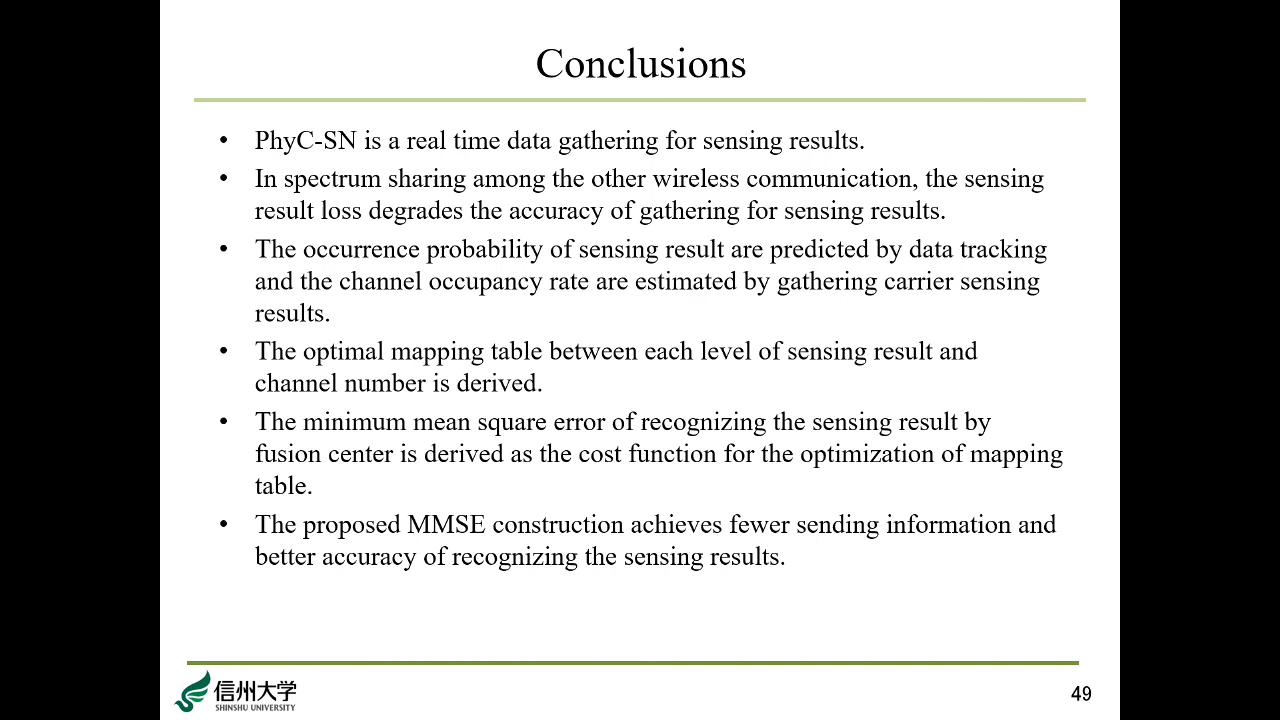 Conclusions
• PhyC-SN is a real time data gathering for sensing results.
• In spectrum sharing among the other wireless communication, the sensing
result loss degrades the accuracy of gathering for sensing results.
• The occurrence probability of sensing result are predicted by data tracking
and the channel occupancy rate are estimated by gathering carrier sensing
results.
• The optimal mapping table between each level of sensing result and
channel number is derived.
• The minimum mean square error of recognizing the sensing result by
fusion center is derived as the cost function for the optimization of mapping
table.
• The proposed MMSE construction achieves fewer sending information and
better accuracy of recognizing the sensing results.
信州大学
SHINSHU UNIVERSITY
49